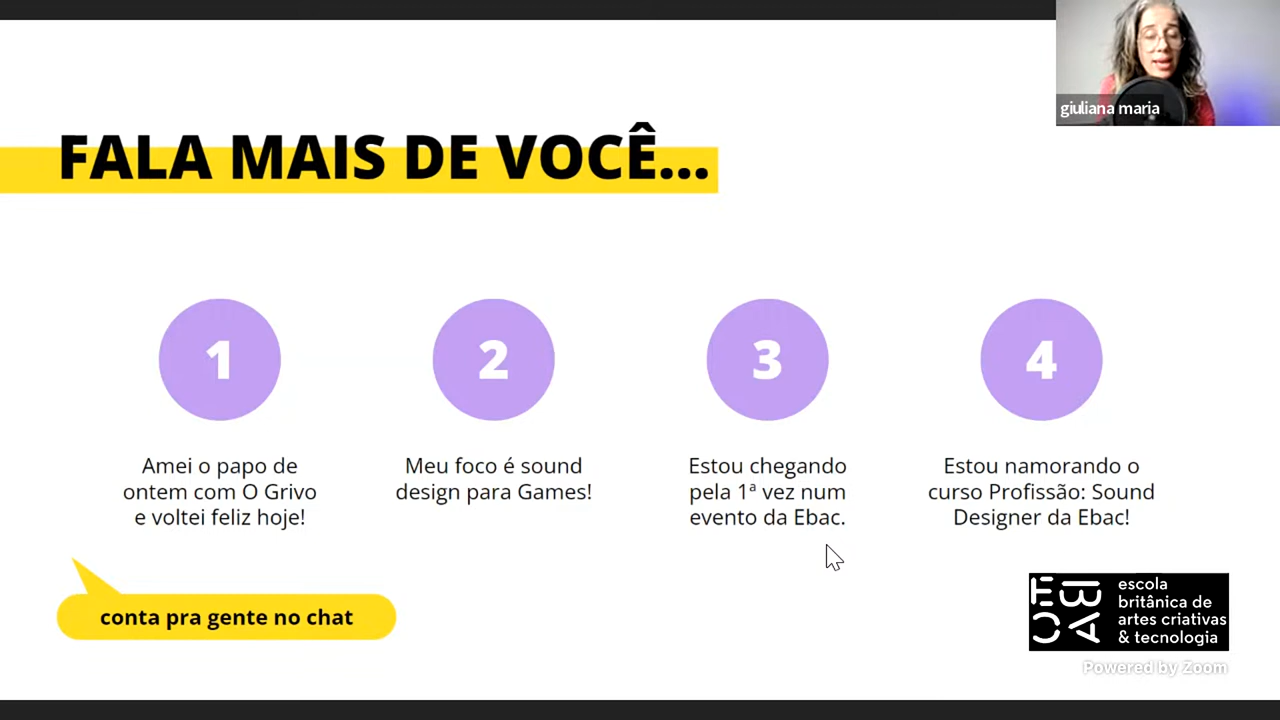 giuliana maria
FALA MAIS DE VOCÊ...
1
Amei o papo de
ontem com O Grivo
e voltei feliz hoje!
2
Meu foco é sound
design para Games!
3
Estou chegando
pela 1ª vez num
evento da Ebac.
4
Estou namorando o
curso Profissão: Sound
Designer da Ebac!
conta pra gente no chat
EBAC
escola
britânica de
artes criativas
& tecnologia
Powered by Zoom